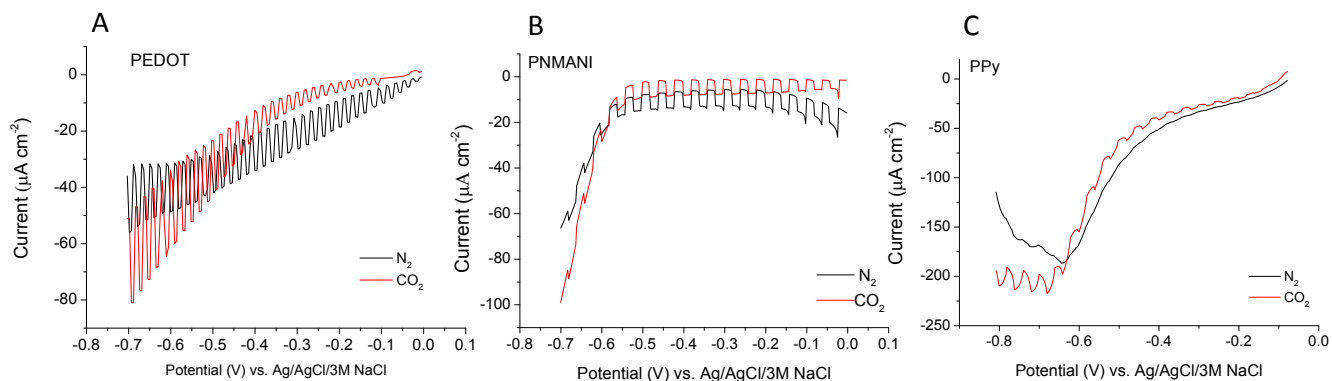 A
PEDOT
0
-20
-40
-60
-80
Current (µA cm⁻²)
N₂
CO₂
-0.8 -0.7 -0.6 -0.5 -0.4 -0.3 -0.2 -0.1 0.0 0.1
Potential (V) vs. Ag/AgCl/3M NaCl
B
PNMANI
0
-20
-40
-60
-80
-100
Current (µA cm⁻²)
N₂
CO₂
-0.8 -0.7 -0.6 -0.5 -0.4 -0.3 -0.2 -0.1 0.0 0.1
Potential (V) vs. Ag/AgCl/3M NaCl
C
PPy
0
-50
-100
-150
-200
-250
Current (µA cm⁻²)
N₂
CO₂
-0.8 -0.6 -0.4 -0.2 0.0
Potential (V) vs. Ag/AgCl/3M NaCl